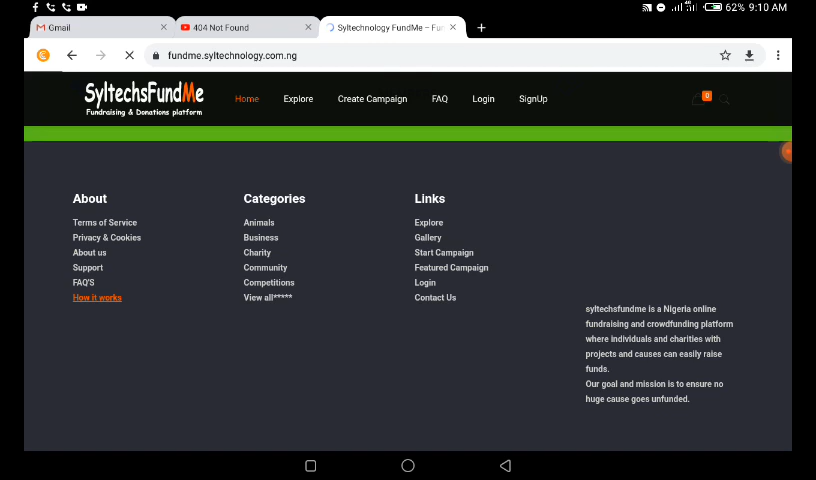 62% 9:10 AM
Gmail
404 Not Found
Syltechnology FundMe – Fun
fundme.syltechnology.com.ng
SyltechsFundMe
Fundraising & Donations platform
Home
Explore
Create Campaign
FAQ
Login
SignUp
0
About
Terms of Service
Privacy & Cookies
About us
Support
FAQ'S
How it works
Categories
Animals
Business
Charity
Community
Competitions
View all*****
Links
Explore
Gallery
Start Campaign
Featured Campaign
Login
Contact Us
syltechsfundme is a Nigeria online
fundraising and crowdfunding platform
where individuals and charities with
projects and causes can easily raise
funds.
Our goal and mission is to ensure no
huge cause goes unfunded.